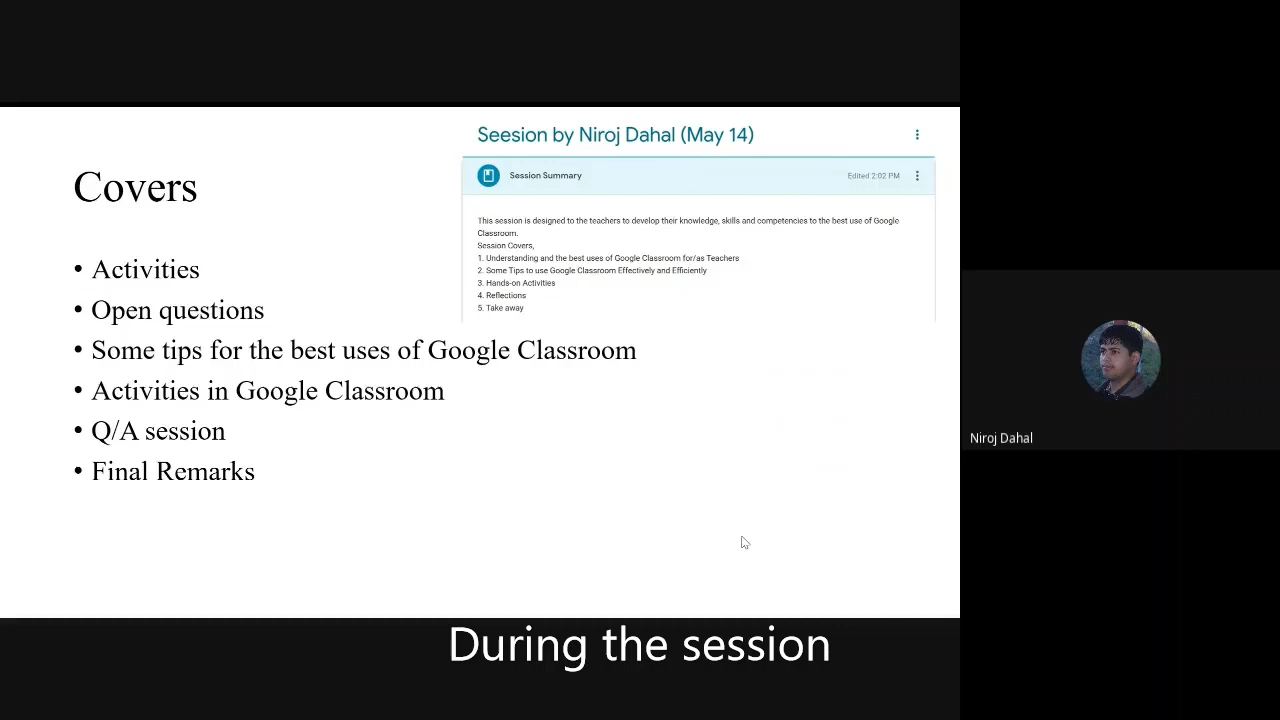 Seesion by Niroj Dahal (May 14)
Session Summary
Edited 2:02 PM
This session is designed to the teachers to develop their knowledge, skills and competencies to the best use of Google
Classroom.
Session Covers,
1. Understanding and the best uses of Google Classroom for/as Teachers
2. Some Tips to use Google Classroom Effectively and Efficiently
3. Hands-on Activities
4. Reflections
5. Take away
Covers
• Activities
• Open questions
• Some tips for the best uses of Google Classroom
• Activities in Google Classroom
• Q/A session
• Final Remarks
Niroj Dahal
During the session